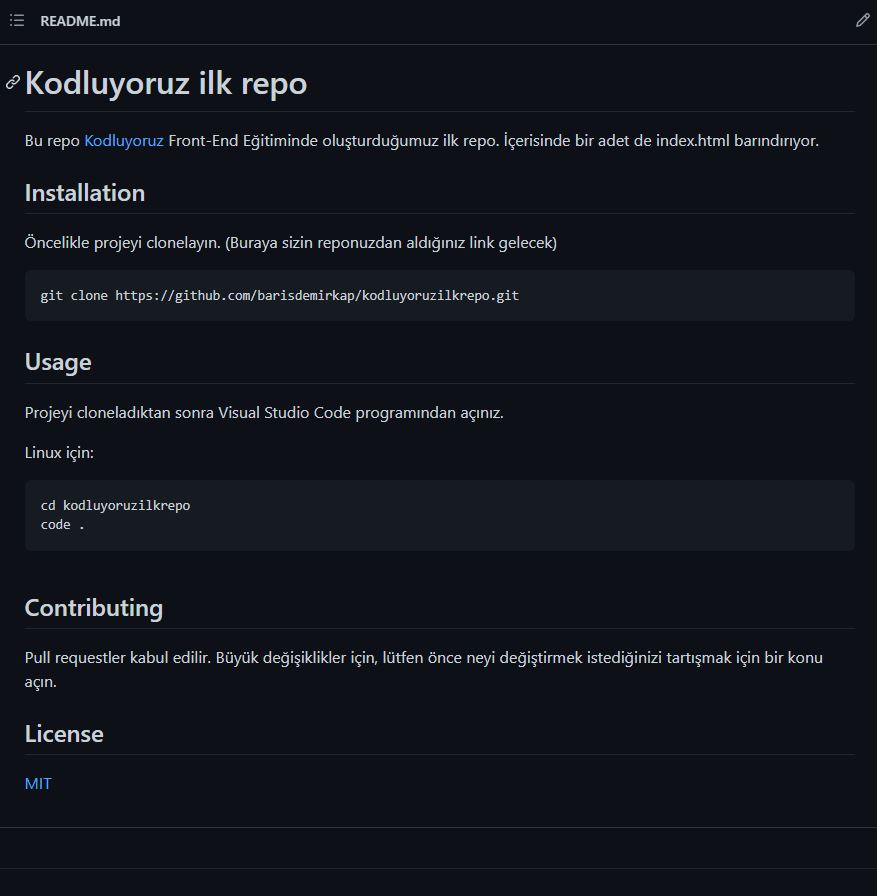 README.md
Kodluyoruz ilk repo
Bu repo Kodluyoruz Front-End Eğitiminde oluşturduğumuz ilk repo. İçerisinde bir adet de index.html barındırıyor.
Installation
Öncelikle projeyi clonelayın. (Buraya sizin reponuzdan aldığınız link gelecek)
git clone https://github.com/barisdemirkap/kodluyoruzilkrepo.git
Usage
Projeyi cloneladıktan sonra Visual Studio Code programından açınız.
Linux için:
cd kodluyoruzilkrepo
code .
Contributing
Pull requestler kabul edilir. Büyük değişiklikler için, lütfen önce neyi değiştirmek istediğinizi tartışmak için bir konu
açın.
License
MIT